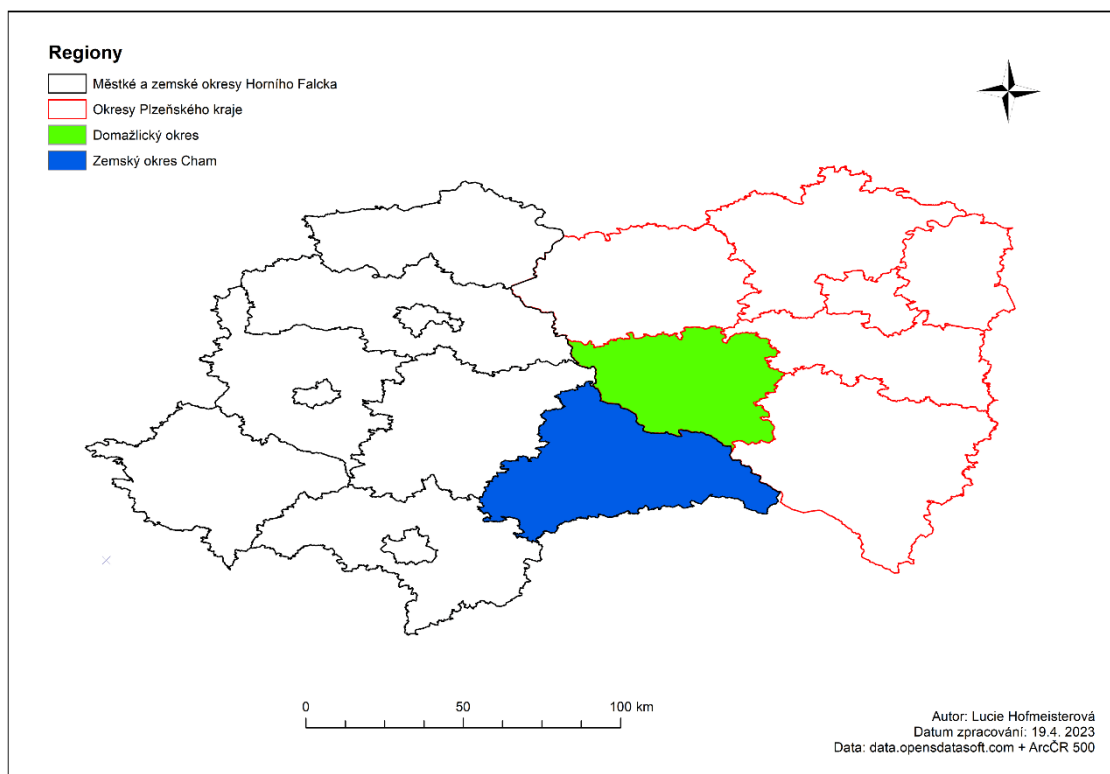 Regiony
Městké a zemské okresy Horního Falcka
Okresy Plzeňského kraje
Domažlický okres
Zemský okres Cham
0 50 100 km
Autor: Lucie Hofmeisterová
Datum zpracování: 19.4. 2023
Data: data.opensdatasoft.com + ArcČR 500